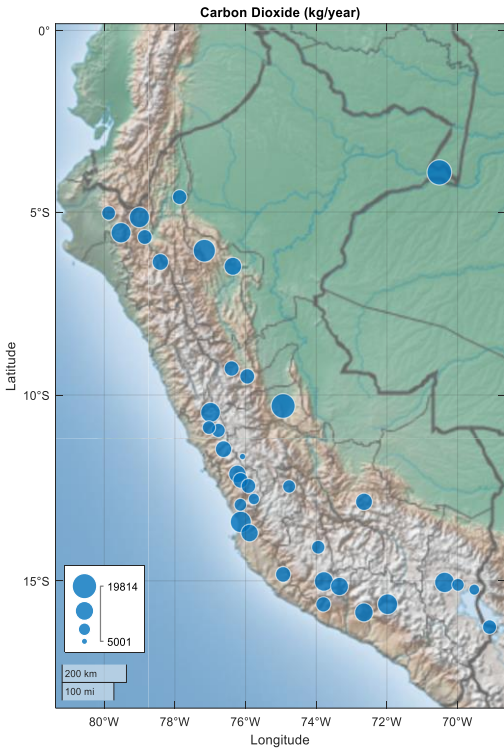 Carbon Dioxide (kg/year)
0°
5°S
10°S
15°S
Latitude
19814
5001
200 km
100 mi
80°W 78°W 76°W 74°W 72°W 70°W
Longitude